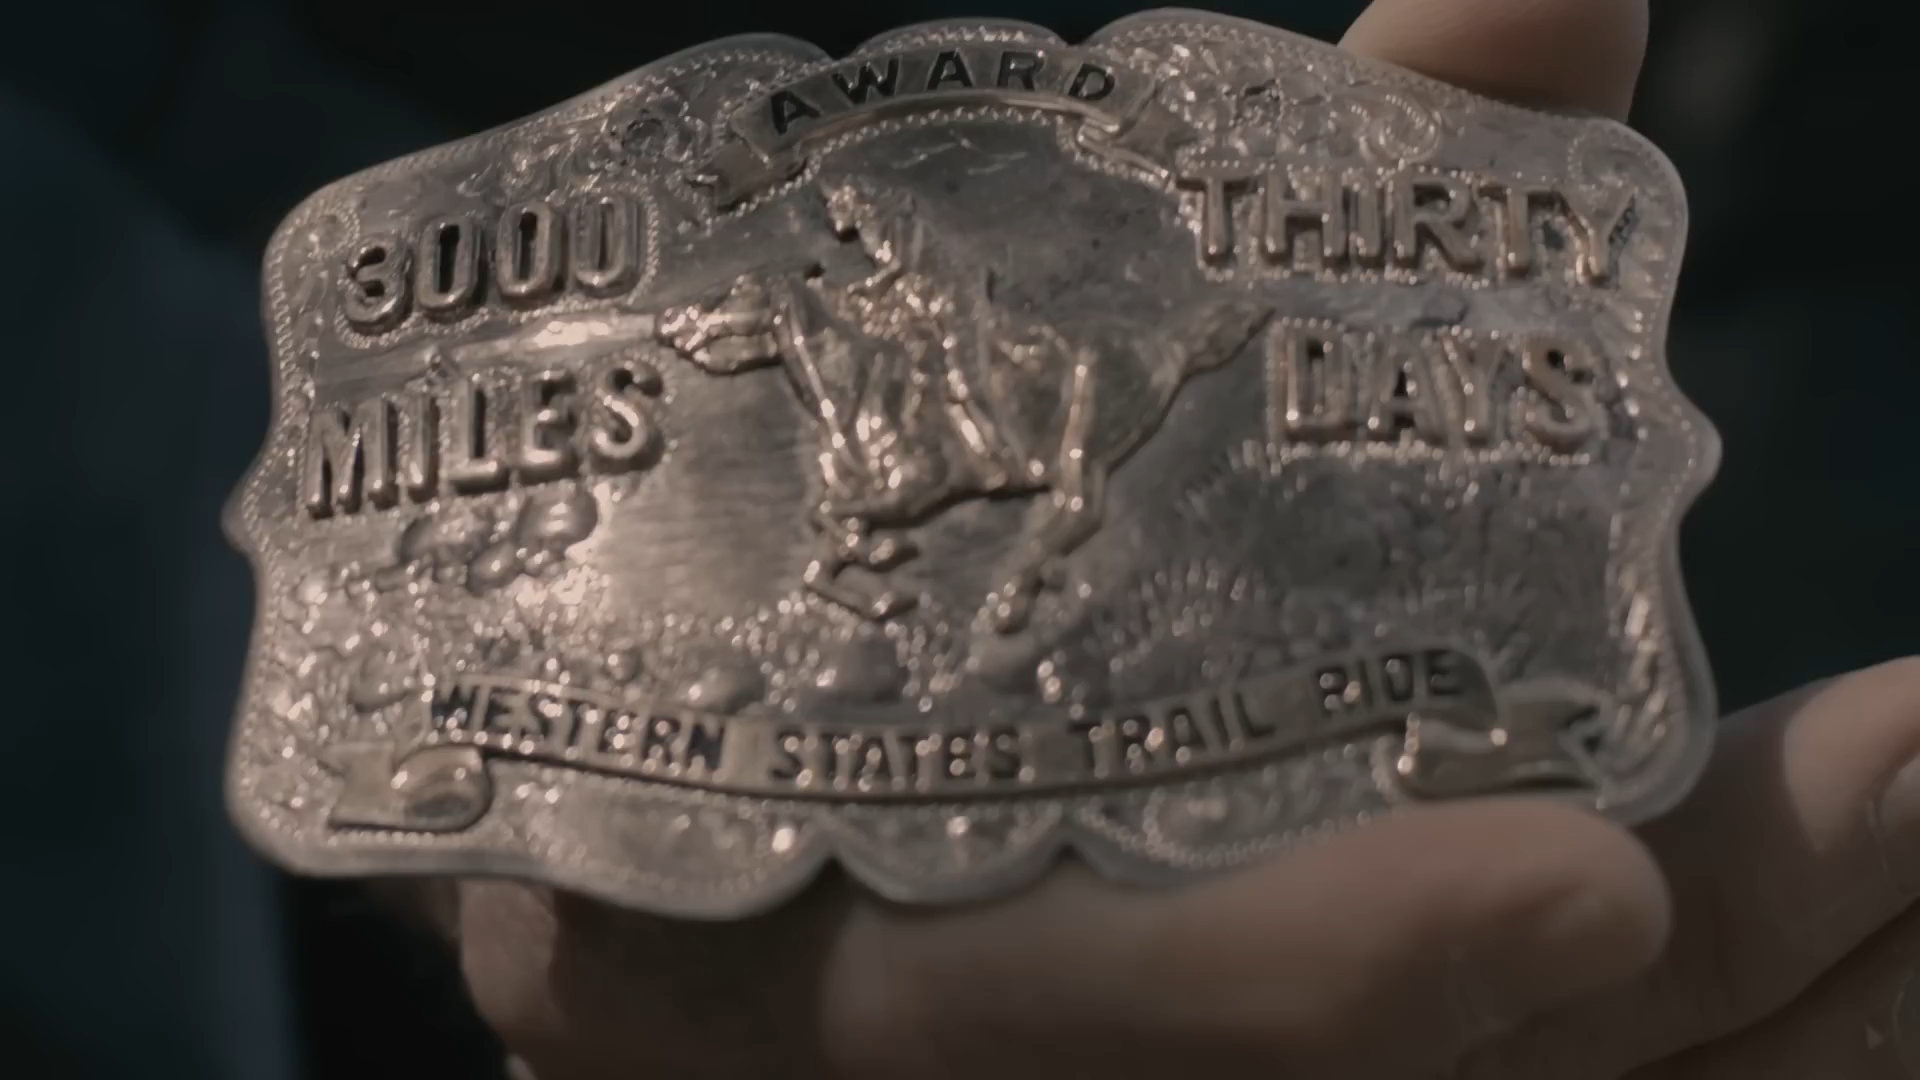 AWARD
3000
MILES
THIRTY
DAYS
WESTERN STATES TRAIL RIDE